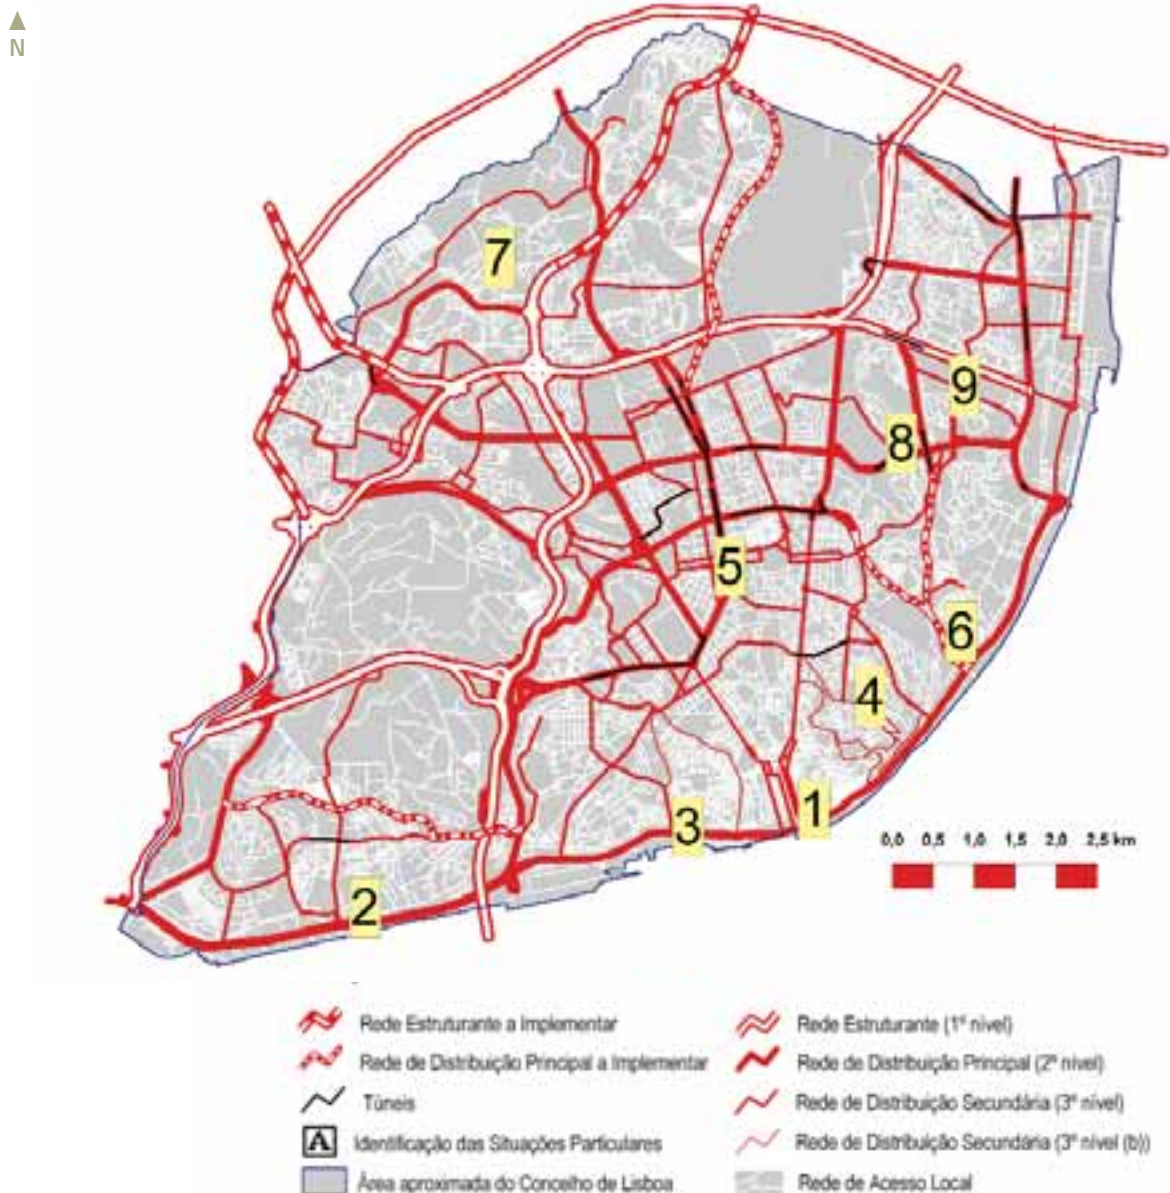 N
7
9
8
5
6
4
1
3
2
0,0 0,5 1,0 1,5 2,0 2,5 km
Rede Estruturante a Implementar
Rede de Distribuição Principal a Implementar
Túneis
A Identificação das Situações Particulares
Área aproximada do Concelho de Lisboa
Rede Estruturante (1º nível)
Rede de Distribuição Principal (2º nível)
Rede de Distribuição Secundária (3º nível)
Rede de Distribuição Secundária (3º nível (b))
Rede de Acesso Local